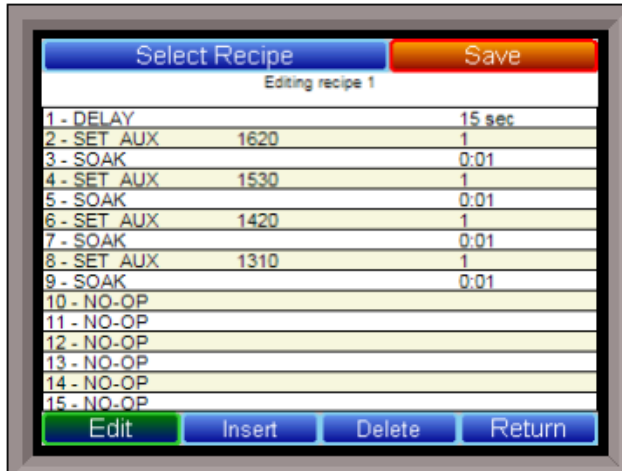 Select Recipe Save
Editing recipe 1
1 - DELAY 15 sec
2 - SET AUX 1620 1
3 - SOAK 0:01
4 - SET AUX 1530 1
5 - SOAK 0:01
6 - SET AUX 1420 1
7 - SOAK 0:01
8 - SET AUX 1310 1
9 - SOAK 0:01
10 - NO-OP
11 - NO-OP
12 - NO-OP
13 - NO-OP
14 - NO-OP
15 - NO-OP
Edit Insert Delete Return